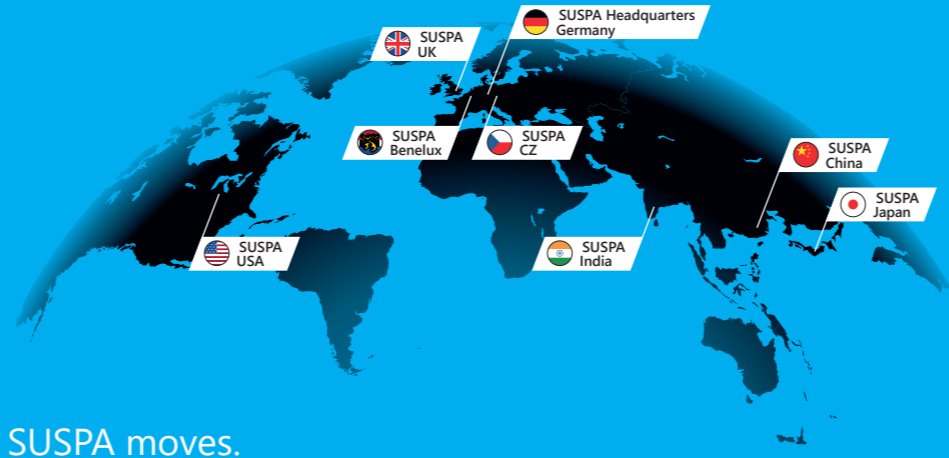 SUSPA Headquarters
Germany
SUSPA
UK
SUSPA
Benelux
SUSPA
CZ
SUSPA
China
SUSPA
Japan
SUSPA
USA
SUSPA
India
SUSPA moves.